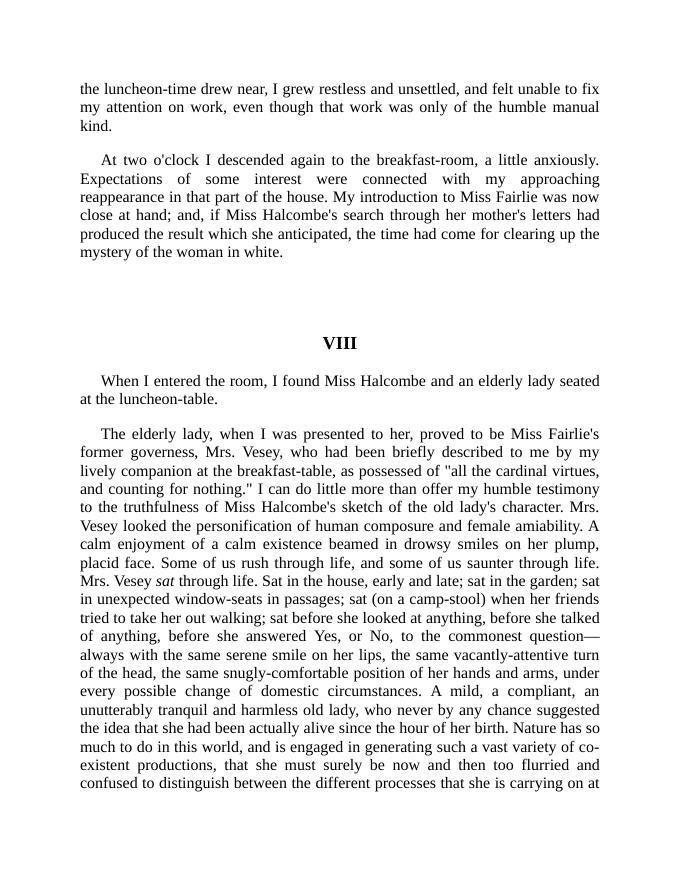 the luncheon-time drew near, I grew restless and unsettled, and felt unable to fix
my attention on work, even though that work was only of the humble manual
kind.
At two o'clock I descended again to the breakfast-room, a little anxiously.
Expectations of some interest were connected with my approaching
reappearance in that part of the house. My introduction to Miss Fairlie was now
close at hand; and, if Miss Halcombe's search through her mother's letters had
produced the result which she anticipated, the time had come for clearing up the
mystery of the woman in white.
VIII
When I entered the room, I found Miss Halcombe and an elderly lady seated
at the luncheon-table.
The elderly lady, when I was presented to her, proved to be Miss Fairlie's
former governess, Mrs. Vesey, who had been briefly described to me by my
lively companion at the breakfast-table, as possessed of "all the cardinal virtues,
and counting for nothing." I can do little more than offer my humble testimony
to the truthfulness of Miss Halcombe's sketch of the old lady's character. Mrs.
Vesey looked the personification of human composure and female amiability. A
calm enjoyment of a calm existence beamed in drowsy smiles on her plump,
placid face. Some of us rush through life, and some of us saunter through life.
Mrs. Vesey sat through life. Sat in the house, early and late; sat in the garden; sat
in unexpected window-seats in passages; sat (on a camp-stool) when her friends
tried to take her out walking; sat before she looked at anything, before she talked
of anything, before she answered Yes, or No, to the commonest question—
always with the same serene smile on her lips, the same vacantly-attentive turn
of the head, the same snugly-comfortable position of her hands and arms, under
every possible change of domestic circumstances. A mild, a compliant, an
unutterably tranquil and harmless old lady, who never by any chance suggested
the idea that she had been actually alive since the hour of her birth. Nature has so
much to do in this world, and is engaged in generating such a vast variety of co-
existent productions, that she must surely be now and then too flurried and
confused to distinguish between the different processes that she is carrying on at